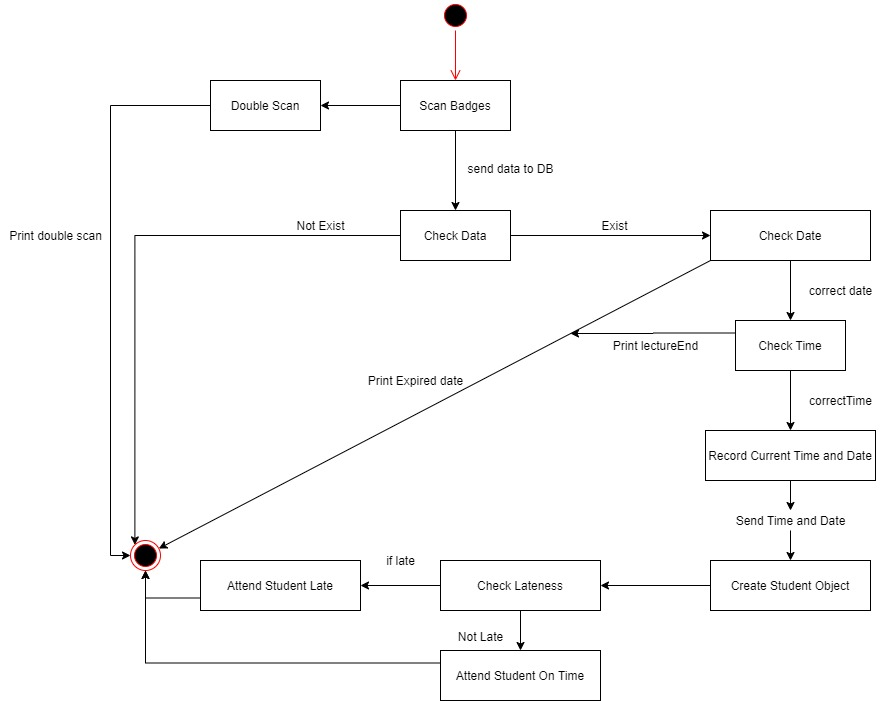 Double Scan
Scan Badges
send data to DB
Print double scan
Not Exist
Check Data
Exist
Check Date
correct date
Print lectureEnd
Check Time
Print Expired date
correctTime
Record Current Time and Date
Send Time and Date
if late
Attend Student Late
Check Lateness
Create Student Object
Not Late
Attend Student On Time